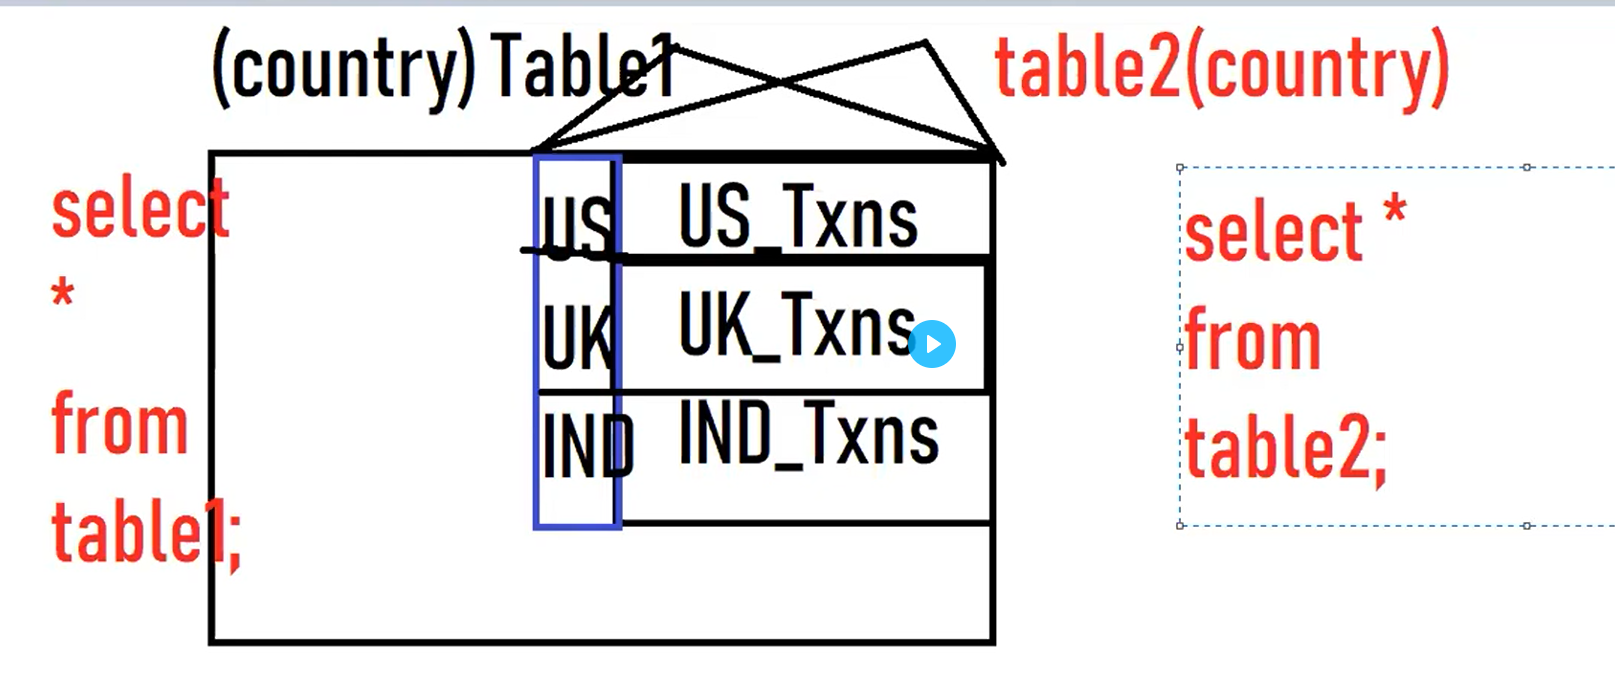 (country) Table1
table2(country)
select
*
from
table1;
US US_Txns
UK UK_Txns
IND IND_Txns
select *
from
table2;